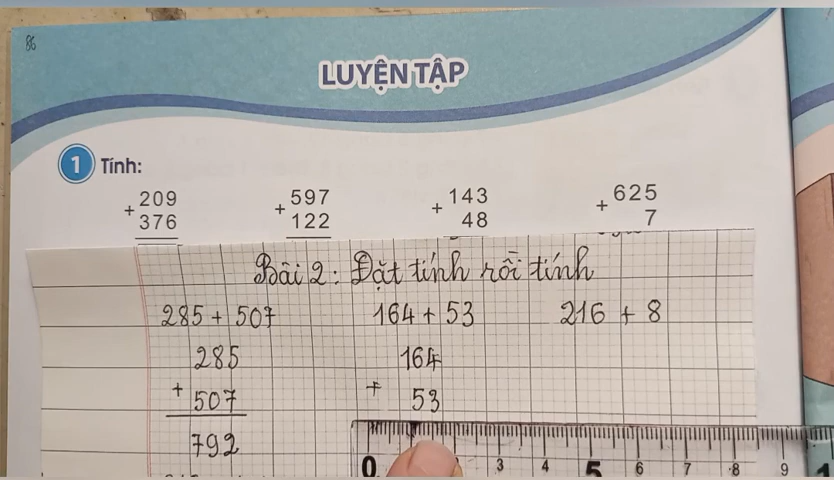 86
LUYỆN TẬP
1 Tính:
+ 209 + 597 + 143 + 625
376 122 48 7
Bài 2: Đặt tính rồi tính
285 + 507 164 + 53 216 + 8
285 164
+ 507 + 53
792
0 3 4 5 6 7 8 9